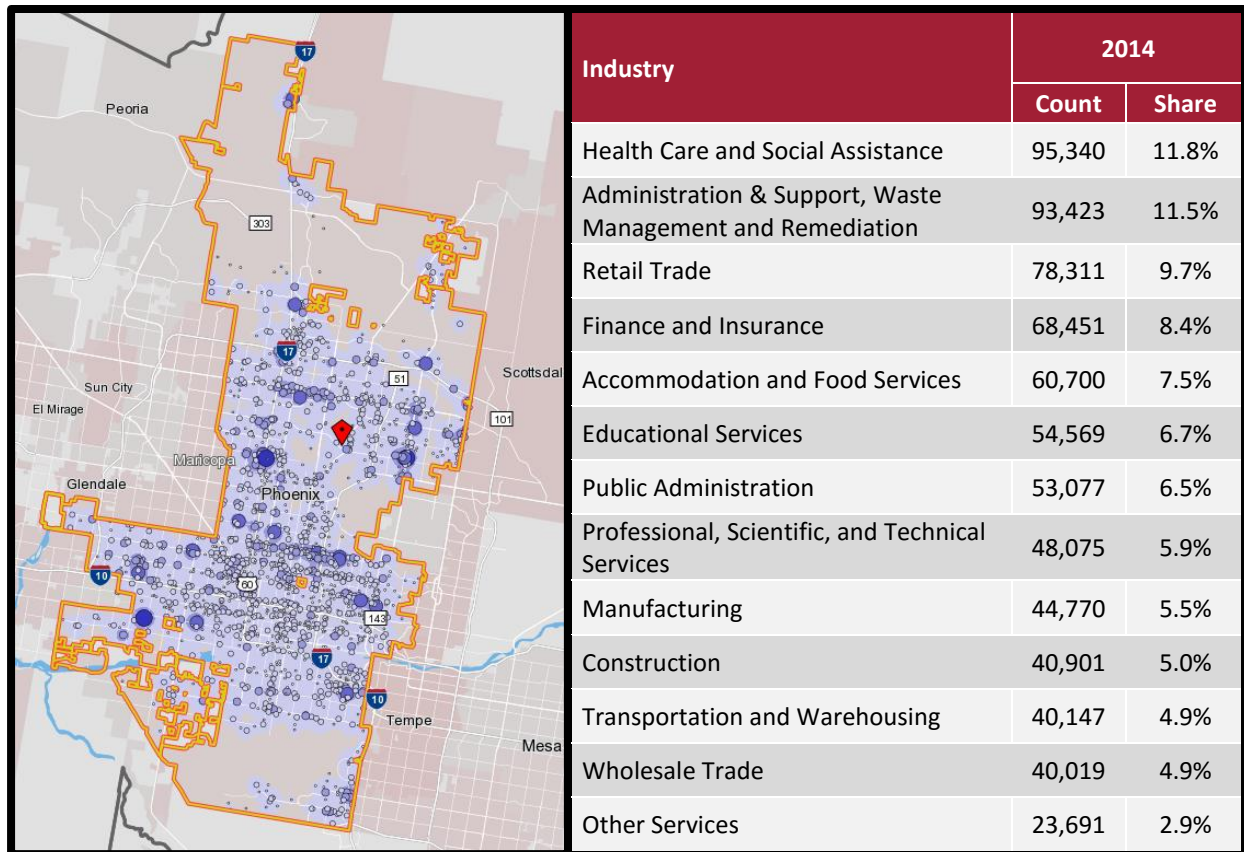 17
Peoria
303
17
51
Scottsdal
Sun City
El Mirage
101
Maricopa
Glendale
Phoenix
10
60
143
17
10
Tempe
Mesa
Industry
2014
Count Share
Health Care and Social Assistance 95,340 11.8%
Administration & Support, Waste
Management and Remediation 93,423 11.5%
Retail Trade 78,311 9.7%
Finance and Insurance 68,451 8.4%
Accommodation and Food Services 60,700 7.5%
Educational Services 54,569 6.7%
Public Administration 53,077 6.5%
Professional, Scientific, and Technical
Services 48,075 5.9%
Manufacturing 44,770 5.5%
Construction 40,901 5.0%
Transportation and Warehousing 40,147 4.9%
Wholesale Trade 40,019 4.9%
Other Services 23,691 2.9%